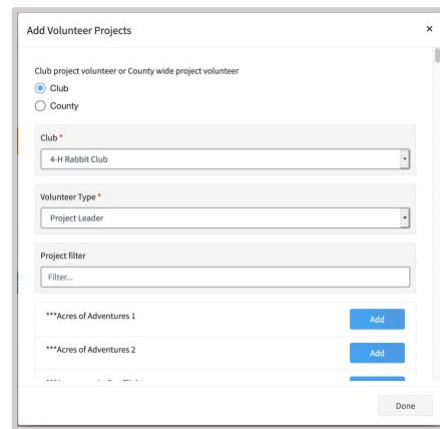 Add Volunteer Projects
×
Club project volunteer or County wide project volunteer
Club
County
Club *
4-H Rabbit Club
Volunteer Type *
Project Leader
Project filter
Filter...
***Acres of Adventures 1
Add
***Acres of Adventures 2
Add
Done